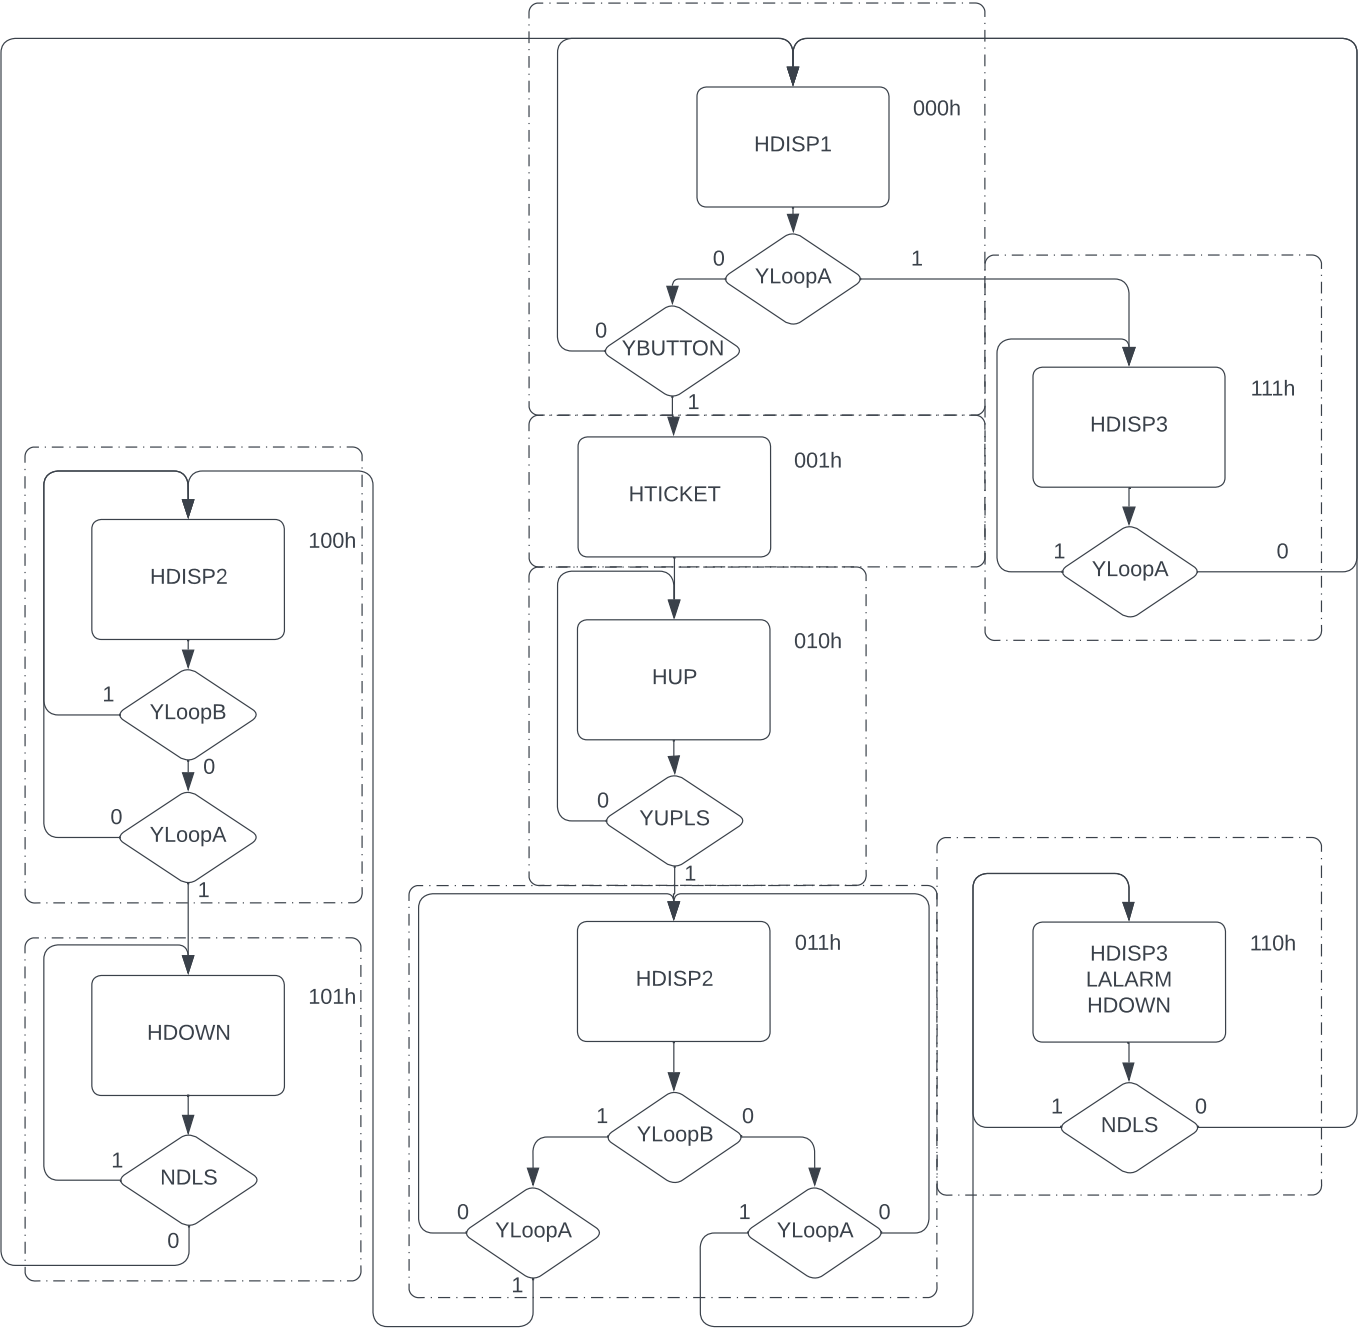 000h
HDISP1
0
YLoopA
1
0
YBUTTON
1
111h
HDISP3
1
YLoopA
0
001h
HTICKET
100h
HDISP2
1
YLoopB
0
0
YLoopA
1
010h
HUP
0
YUPLS
1
101h
HDOWN
1
NDLS
0
011h
HDISP2
1
YLoopB
0
0
YLoopA
1
1
YLoopA
0
110h
HDISP3
LALARM
HDOWN
1
NDLS
0